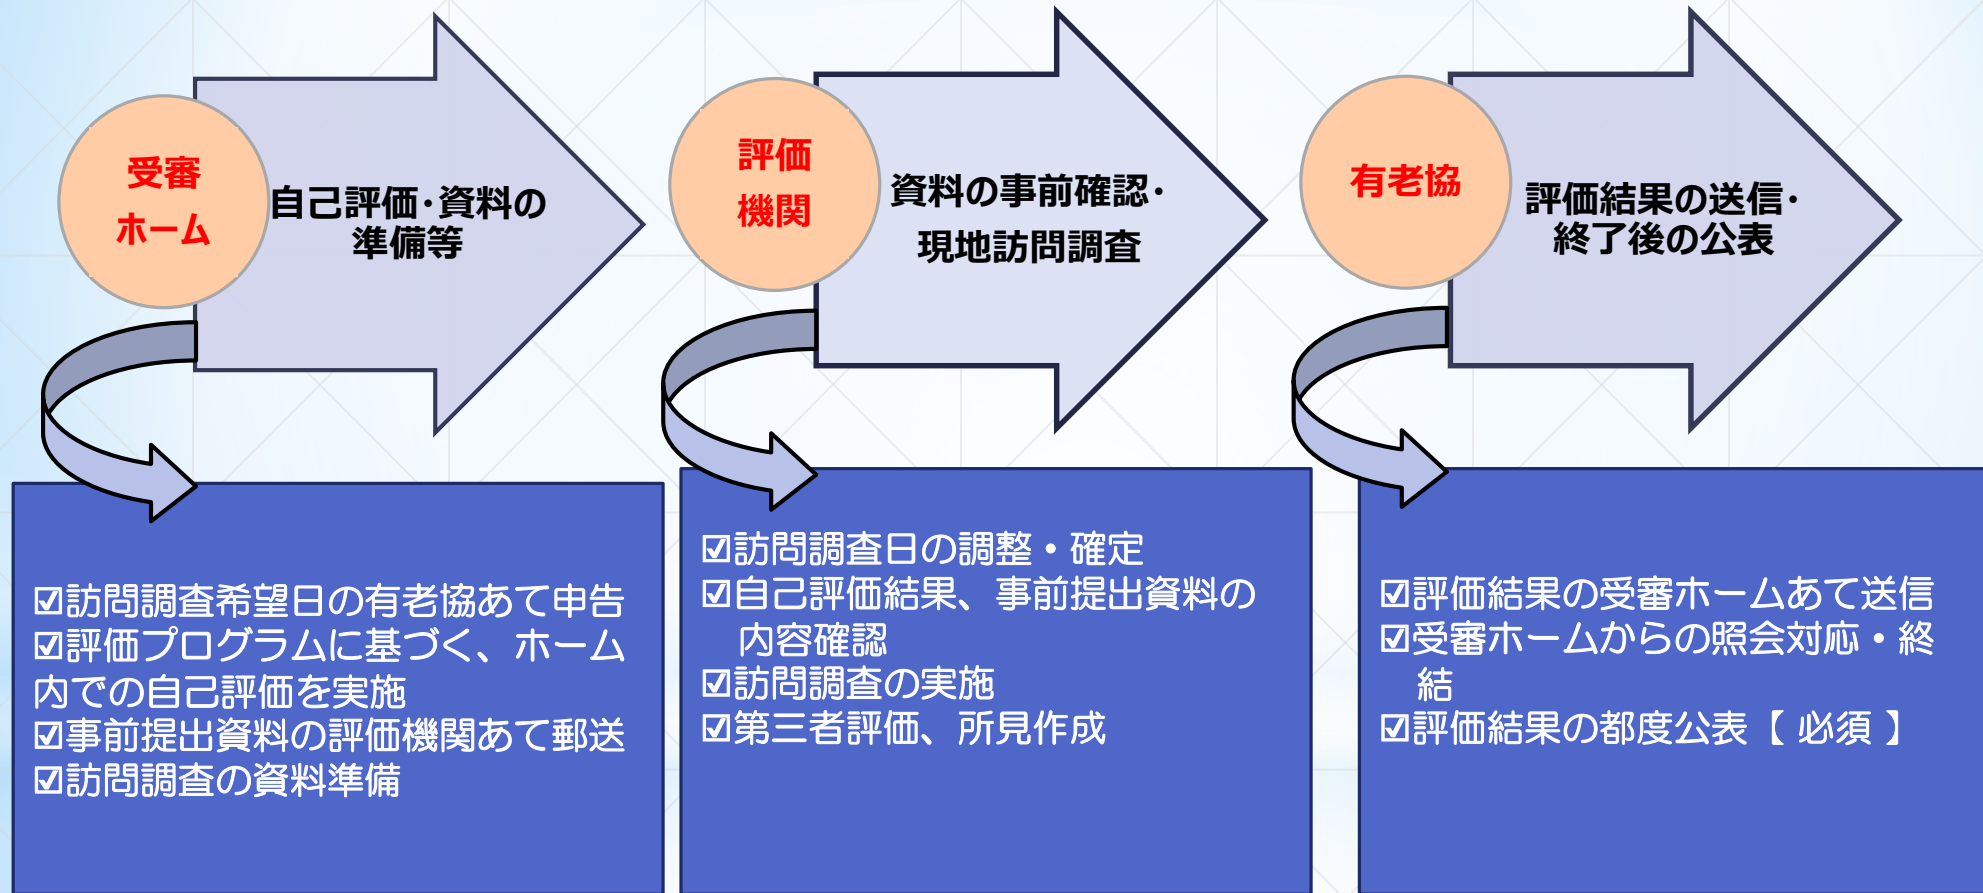 受審
ホーム
自己評価・資料の
準備等
☑訪問調査希望日の有老協あて申告
☑評価プログラムに基づく、ホーム
内での自己評価を実施
☑事前提出資料の評価機関あて郵送
☑訪問調査の資料準備
評価
機関
資料の事前確認・
現地訪問調査
☑訪問調査日の調整・確定
☑自己評価結果、事前提出資料の
内容確認
☑訪問調査の実施
☑第三者評価、所見作成
有老協
評価結果の送信・
終了後の公表
☑評価結果の受審ホームあて送信
☑受審ホームからの照会対応・終
結
☑評価結果の都度公表【 必須 】